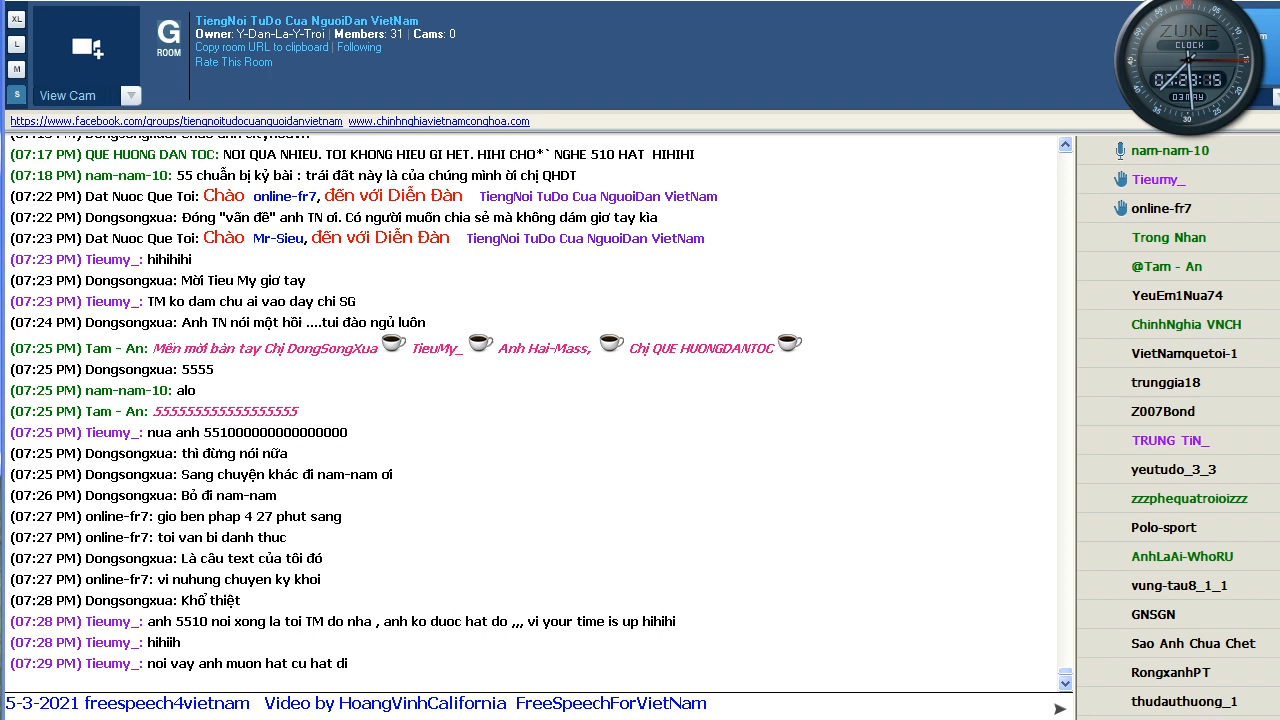 XL
L
M
S
View Cam
G
ROOM
TiengNoi TuDo Cua NguoiDan VietNam
Owner: Y-Dan-La-Y-Troi | Members: 31 | Cams: 0
Copy room URL to clipboard | Following
Rate This Room
ZUNE
CLOCK
07:29:15
03 MAY
https://www.facebook.com/groups/tiengnoitudocuanguoidanvietnam www.chinhnghiavietnamconghoa.com
(07:17 PM) QUE HUONG DAN TOC: NOI QUA NHIEU. TOI KHONG HIEU GI HET. HIHI CHO*` NGHE 510 HAT HIHIHI
(07:18 PM) nam-nam-10: 55 chuẫn bị kỷ bài : trái đất này là của chúng mình ời chị QHDT
(07:22 PM) Dat Nuoc Que Toi: Chào online-fr7, đến với Diễn Đàn TiengNoi TuDo Cua NguoiDan VietNam
(07:22 PM) Dongsongxua: Đóng "vấn đề" anh TN ơi. Có người muốn chia sẻ mà không dám giơ tay kìa
(07:23 PM) Dat Nuoc Que Toi: Chào Mr-Sieu, đến với Diễn Đàn TiengNoi TuDo Cua NguoiDan VietNam
(07:23 PM) Tieumy_: hihihihi
(07:23 PM) Dongsongxua: Mời Tieu My giơ tay
(07:23 PM) Tieumy_: TM ko dam chu ai vao day chi SG
(07:24 PM) Dongsongxua: Anh TN nói một hồi ....tui đào ngủ luôn
(07:25 PM) Tam - An: Mến mời bàn tay Chị DongSongXua TieuMy_ Anh Hai-Mass, Chị QUE HUONGDANTOC
(07:25 PM) Dongsongxua: 5555
(07:25 PM) nam-nam-10: alo
(07:25 PM) Tam - An: 5555555555555555555
(07:25 PM) Tieumy_: nua anh 551000000000000000
(07:25 PM) Dongsongxua: thì đừng nói nữa
(07:25 PM) Dongsongxua: Sang chuyện khác đi nam-nam ơi
(07:26 PM) Dongsongxua: Bỏ đi nam-nam
(07:27 PM) online-fr7: gio ben phap 4 27 phut sang
(07:27 PM) online-fr7: toi van bi danh thuc
(07:27 PM) Dongsongxua: Là câu text của tôi đó
(07:27 PM) online-fr7: vi nuhung chuyen ky khoi
(07:28 PM) Dongsongxua: Khổ thiệt
(07:28 PM) Tieumy_: anh 5510 noi xong la toi TM do nha , anh ko duoc hat do ,,, vi your time is up hihihi
(07:28 PM) Tieumy_: hihiih
(07:29 PM) Tieumy_: noi vay anh muon hat cu hat di
nam-nam-10
Tieumy_
online-fr7
Trong Nhan
@Tam - An
YeuEm1Nua74
ChinhNghia VNCH
VietNamquetoi-1
trunggia18
Z007Bond
TRUNG TiN_
yeutudo_3_3
zzzphequatroioizzz
Polo-sport
AnhLaAi-WhoRU
vung-tau8_1_1
GNSGN
Sao Anh Chua Chet
RongxanhPT
thudauthuong_1
5-3-2021 freespeech4vietnam Video by HoangVinhCalifornia FreeSpeechForVietNam